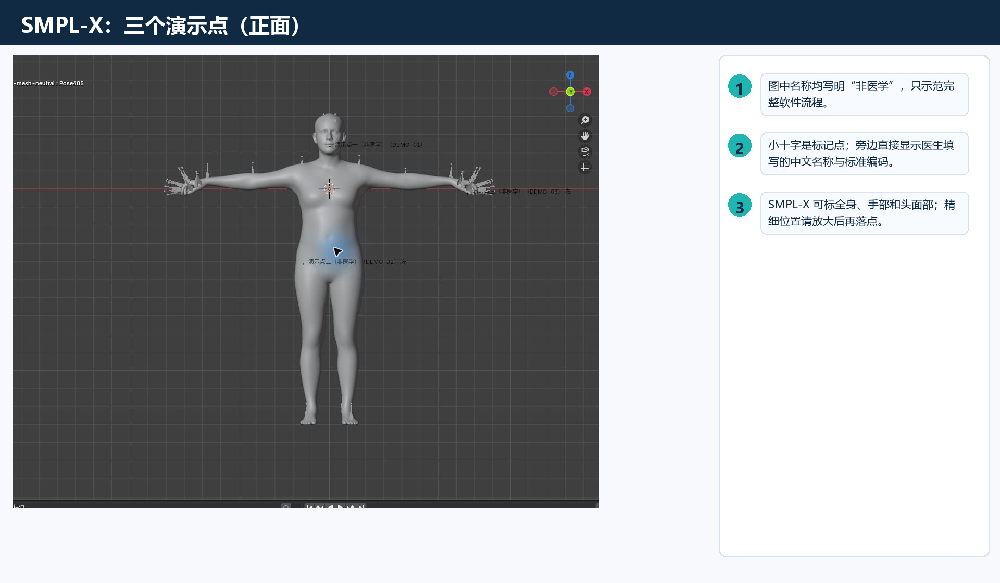 SMPL-X：三个演示点（正面）
-mesh-neutral : Pose485
Z
-Y
X
演示点一（非医学）（DEMO-01）
（非医学）（DEMO-03）·右
演示点二（非医学）（DEMO-02）·左
1
图中名称均写明“非医学”，只示范完
整软件流程。
2
小十字是标记点；旁边直接显示医生填
写的中文名称与标准编码。
3
SMPL-X 可标全身、手部和头面部；精
细位置请放大后再落点。